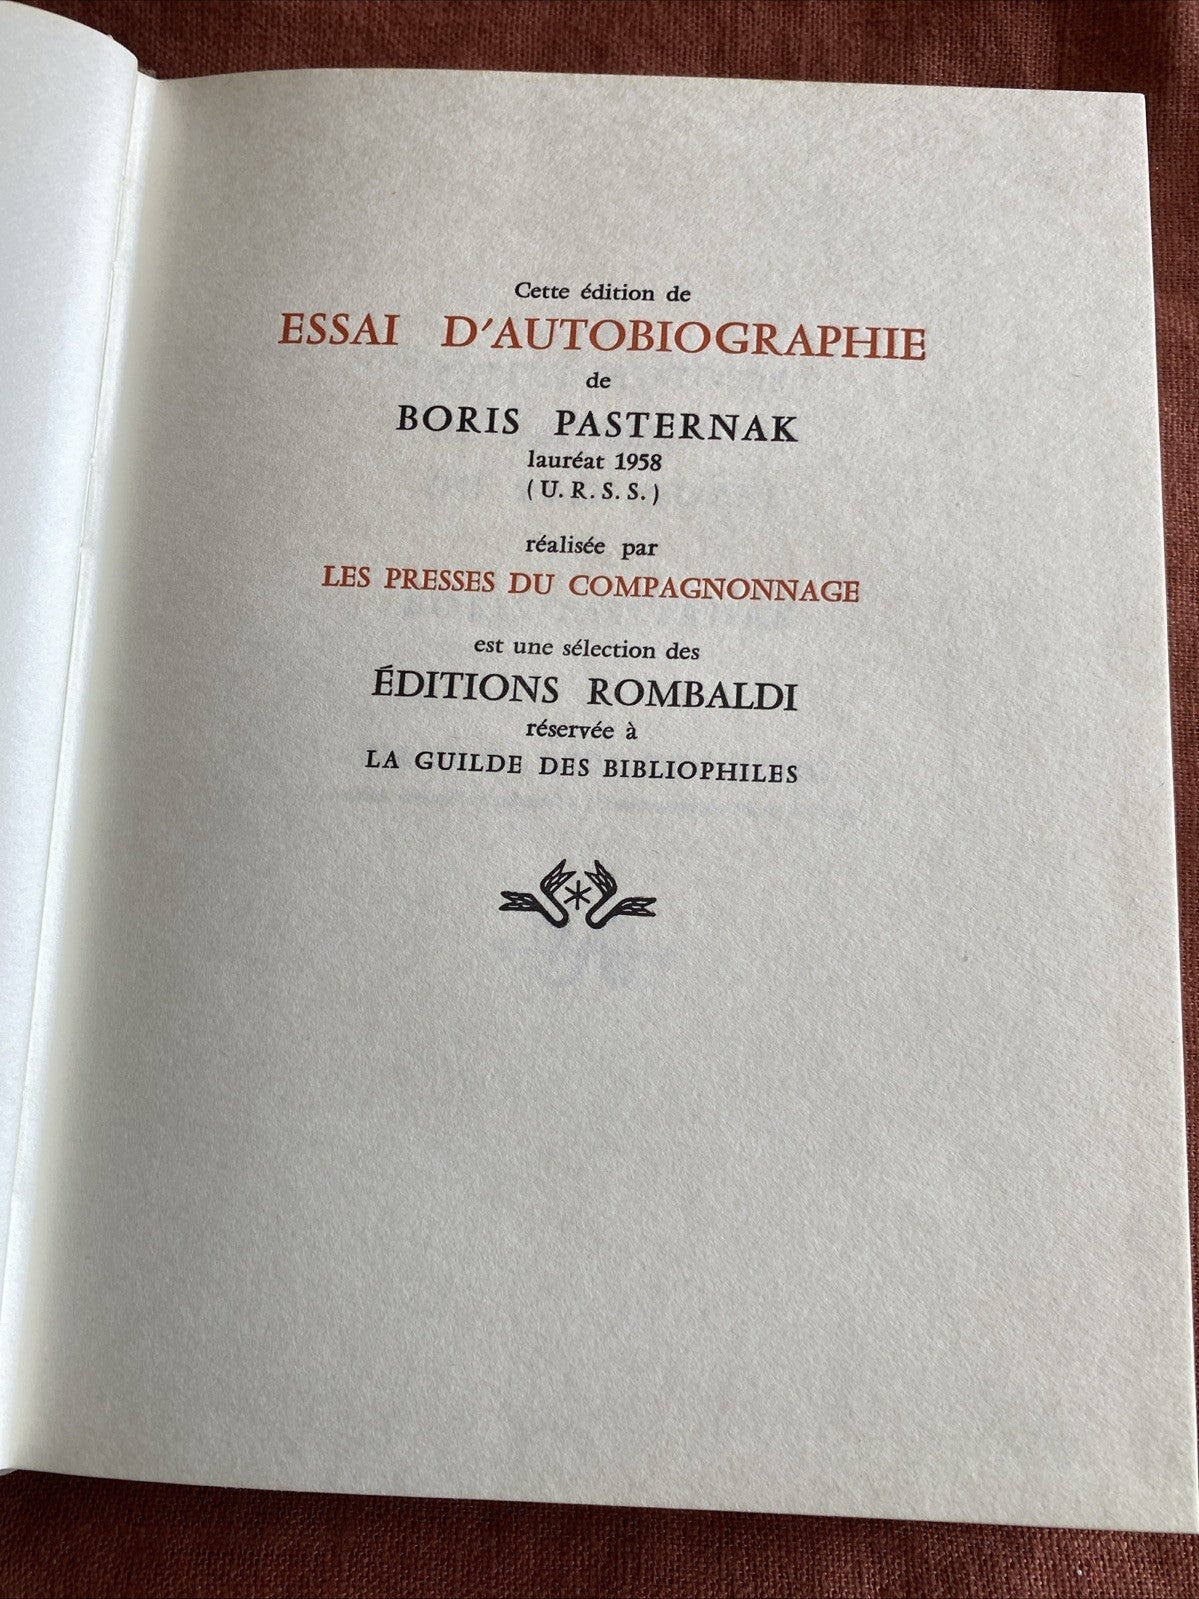 Cette édition de
ESSAI D'AUTOBIOGRAPHIE
de
BORIS PASTERNAK
lauréat 1958
(U. R. S. S.)
réalisée par
LES PRESSES DU COMPAGNONNAGE
est une sélection des
ÉDITIONS ROMBALDI
réservée à
LA GUILDE DES BIBLIOPHILES